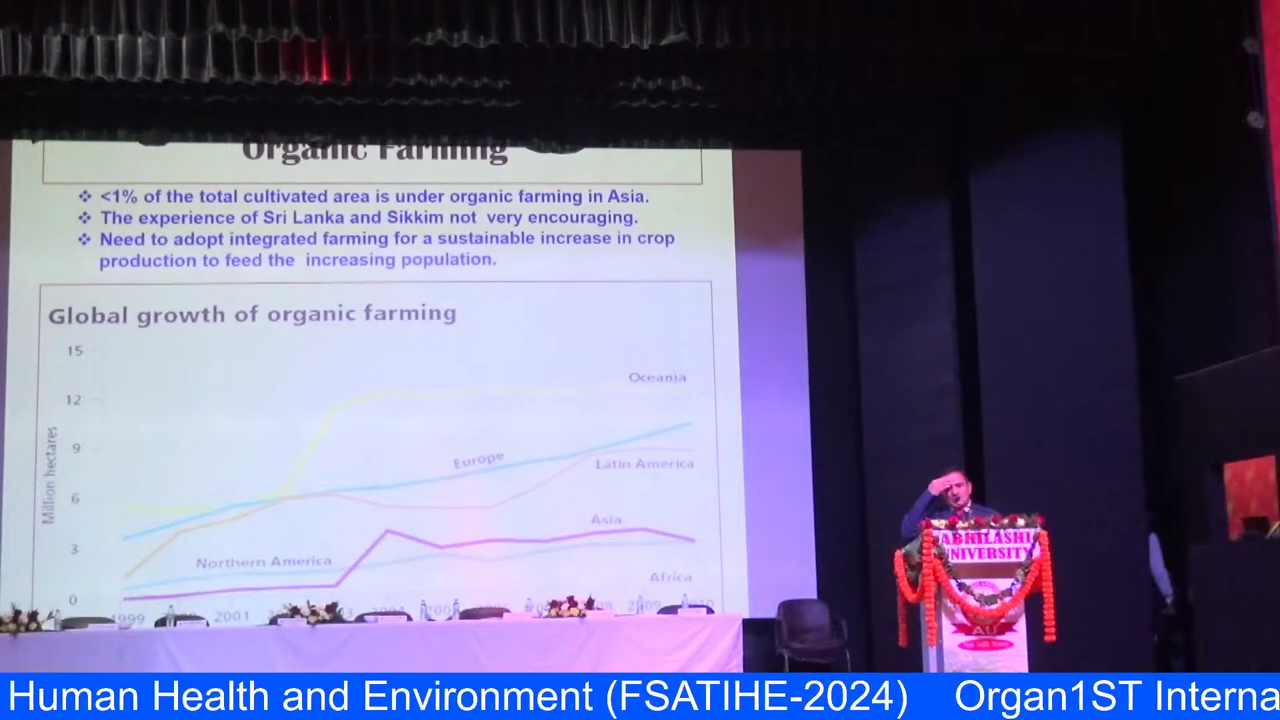 Organic Farming
❖ <1% of the total cultivated area is under organic farming in Asia.
❖ The experience of Sri Lanka and Sikkim not very encouraging.
❖ Need to adopt integrated farming for a sustainable increase in crop
production to feed the increasing population.
Global growth of organic farming
15
12
9
6
3
0
Million hectares
Oceania
Europe
Latin America
Asia
Northern America
Africa
1999
2001
2009
ABHILASHI
UNIVERSITY
AU
Human Health and Environment (FSATIHE-2024) Organ1ST Interna